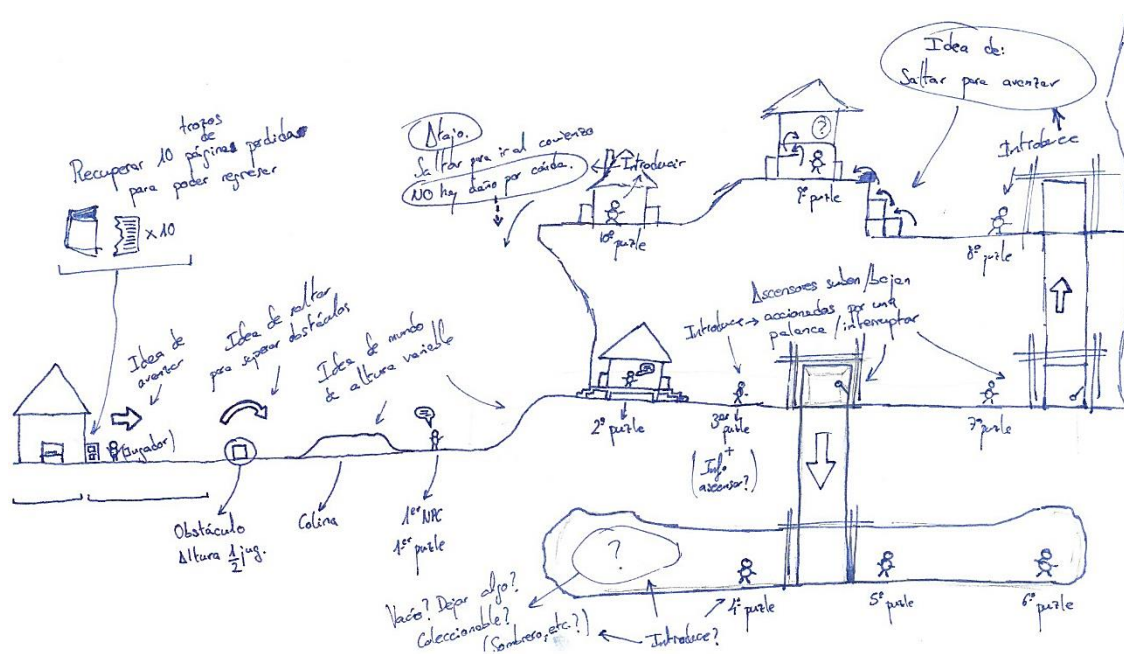 Recuperar 10 trozos
de
páginas perdidas
para poder regresar
x10
Idea de
avanzar
Idea de saltar
para superar obstáculos
Idea de mundo
de altura variable
(Jugador)
Obstáculo
Altura 1/2 jug.
Colina
1er NPC
1er puzle
Atajo.
Saltar para ir al comienzo
NO hay daño por caída.
Introducir
10º puzle
?
9º puzle
Idea de:
Saltar para avanzar
Introduce
8º puzle
Ascensores suben/bajan
accionados por una
palanca/interruptor
Introduce
2º puzle
3er puzle
+
(Info
ascensor?)
7º puzle
?
4º puzle
5º puzle
6º puzle
Vacío? Dejar algo?
Coleccionable?
(Sombrero, etc.?)
Introduce?